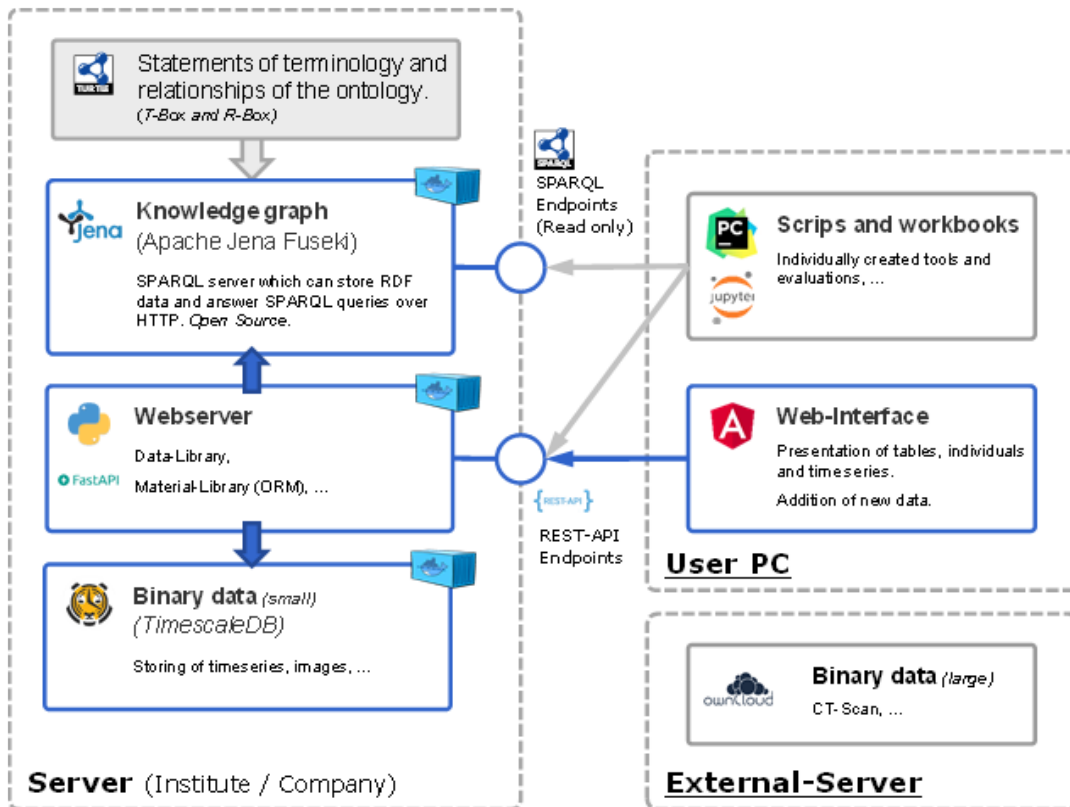 TURTLE
Statements of terminology and
relationships of the ontology.
(T-Box and R-Box)
Jena
Knowledge graph
(Apache Jena Fuseki)
SPARQL server which can store RDF
data and answer SPARQL queries over
HTTP. Open Source.
FastAPI
Webserver
Data-Library,
Material-Library (ORM), ...
Binary data (small)
(TimescaleDB)
Storing of timeseries, images, ...
Server (Institute / Company)
SPARQL
SPARQL
Endpoints
(Read only)
{REST-API}
REST-API
Endpoints
PC
jupyter
Scrips and workbooks
Individually created tools and
evaluations, ...
A
Web-Interface
Presentation of tables, individuals
and timeseries.
Addition of new data.
User PC
ownCloud
Binary data (large)
CT-Scan, ...
External-Server